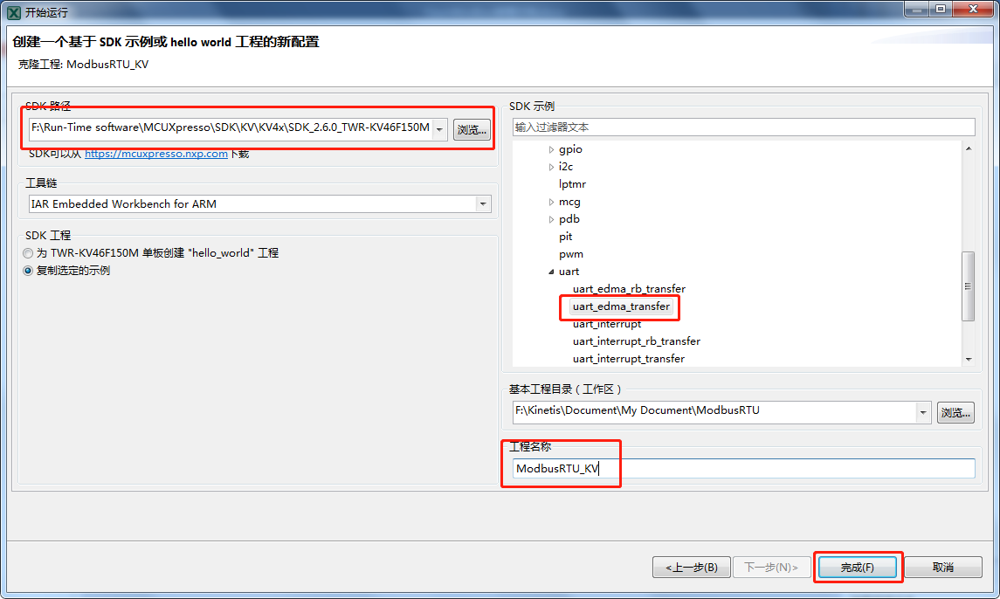 开始运行
创建一个基于 SDK 示例或 hello world 工程的新配置
克隆工程: ModbusRTU_KV
SDK 路径
F:\Run-Time software\MCUXpresso\SDK\KV\KV4x\SDK_2.6.0_TWR-KV46F150M
浏览...
SDK可以从 https://mcuxpresso.nxp.com下载
工具链
IAR Embedded Workbench for ARM
SDK 工程
为 TWR-KV46F150M 单板创建 "hello_world" 工程
复制选定的示例
SDK 示例
输入过滤器文本
gpio
i2c
lptmr
mcg
pdb
pit
pwm
uart
uart_edma_rb_transfer
uart_edma_transfer
uart_interrupt
uart_interrupt_rb_transfer
uart_interrupt_transfer
基本工程目录 ( 工作区 )
F:\Kinetis\Document\My Document\ModbusRTU
浏览...
工程名称
ModbusRTU_KV
<上一步(B)
下一步(N)>
完成(F)
取消